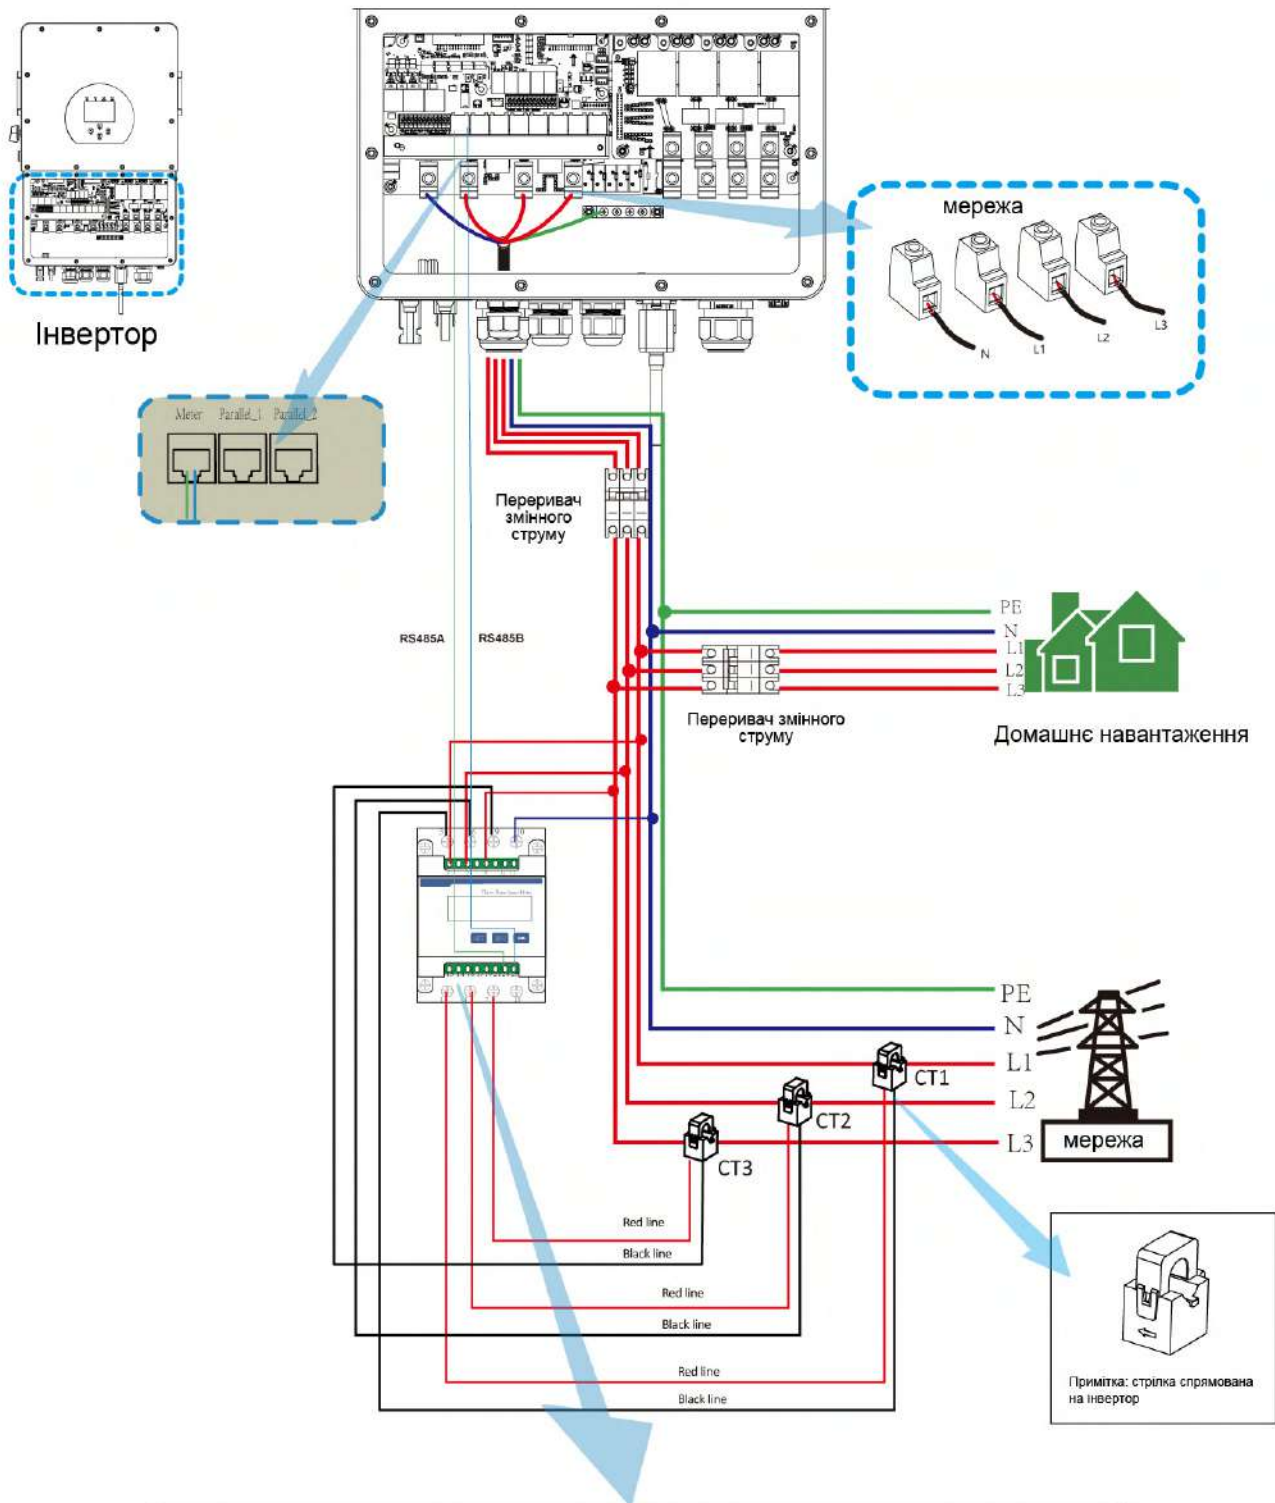 мережа
N
L1
L2
L3
Інвертор
Meter
Parallel_1
Parallel_2
Переривач
змінного
струму
RS485A
RS485B
PE
N
L1
L2
L3
Переривач змінного
струму
Домашнє навантаження
PE
N
L1
L2
L3
CT1
CT2
CT3
мережа
Red line
Black line
Red line
Black line
Red line
Black line
Примітка: стрілка спрямована
на інвертор